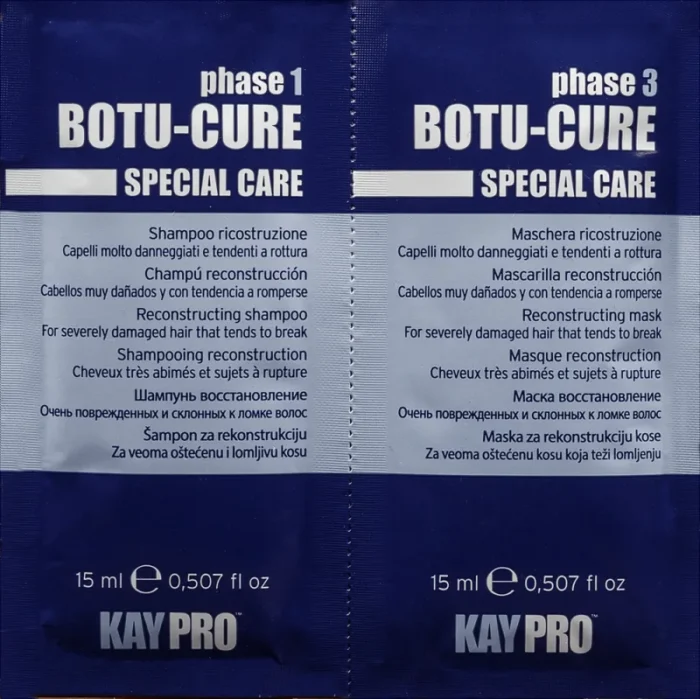 phase 1
BOTU-CURE
SPECIAL CARE
Shampoo ricostruzione
Capelli molto danneggiati e tendenti a rottura
Champú reconstrucción
Cabellos muy dañados y con tendencia a romperse
Reconstructing shampoo
For severely damaged hair that tends to break
Shampooing reconstruction
Cheveux très abimés et sujets à rupture
Шампунь восстановление
Очень поврежденных и склонных к ломке волос
Šampon za rekonstrukciju
Za veoma oštećenu i lomljivu kosu
15 ml ℮ 0,507 fl oz
KAYPRO™
phase 3
BOTU-CURE
SPECIAL CARE
Maschera ricostruzione
Capelli molto danneggiati e tendenti a rottura
Mascarilla reconstrucción
Cabellos muy dañados y con tendencia a romperse
Reconstructing mask
For severely damaged hair that tends to break
Masque reconstruction
Cheveux très abimés et sujets à rupture
Маска восстановление
Очень поврежденных и склонных к ломке волос
Maska za rekonstrukciju kose
Za veoma oštećenu kosu koja teži lomljenju
15 ml ℮ 0,507 fl oz
KAYPRO™